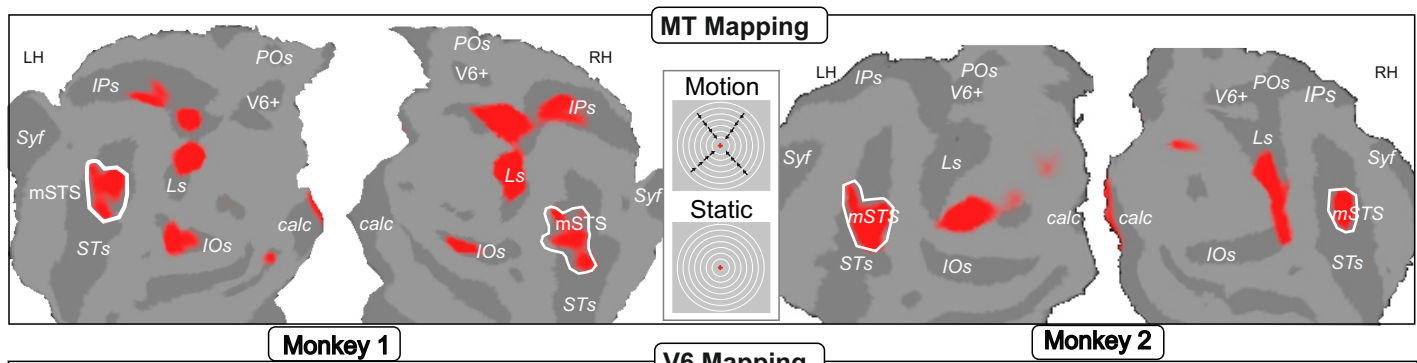 MT Mapping
LH
POs
IPs
V6+
Syf
mSTS
Ls
STs
IOs
calc
POs
RH
V6+
IPs
Ls
Syf
calc
mSTS
IOs
STs
Motion
Static
LH
IPs
POs
V6+
Syf
Ls
mSTS
calc
STs
IOs
RH
POs
V6+
IPs
Ls
Syf
calc
mSTS
IOs
STs
Monkey 1
Monkey 2
V6 Mapping